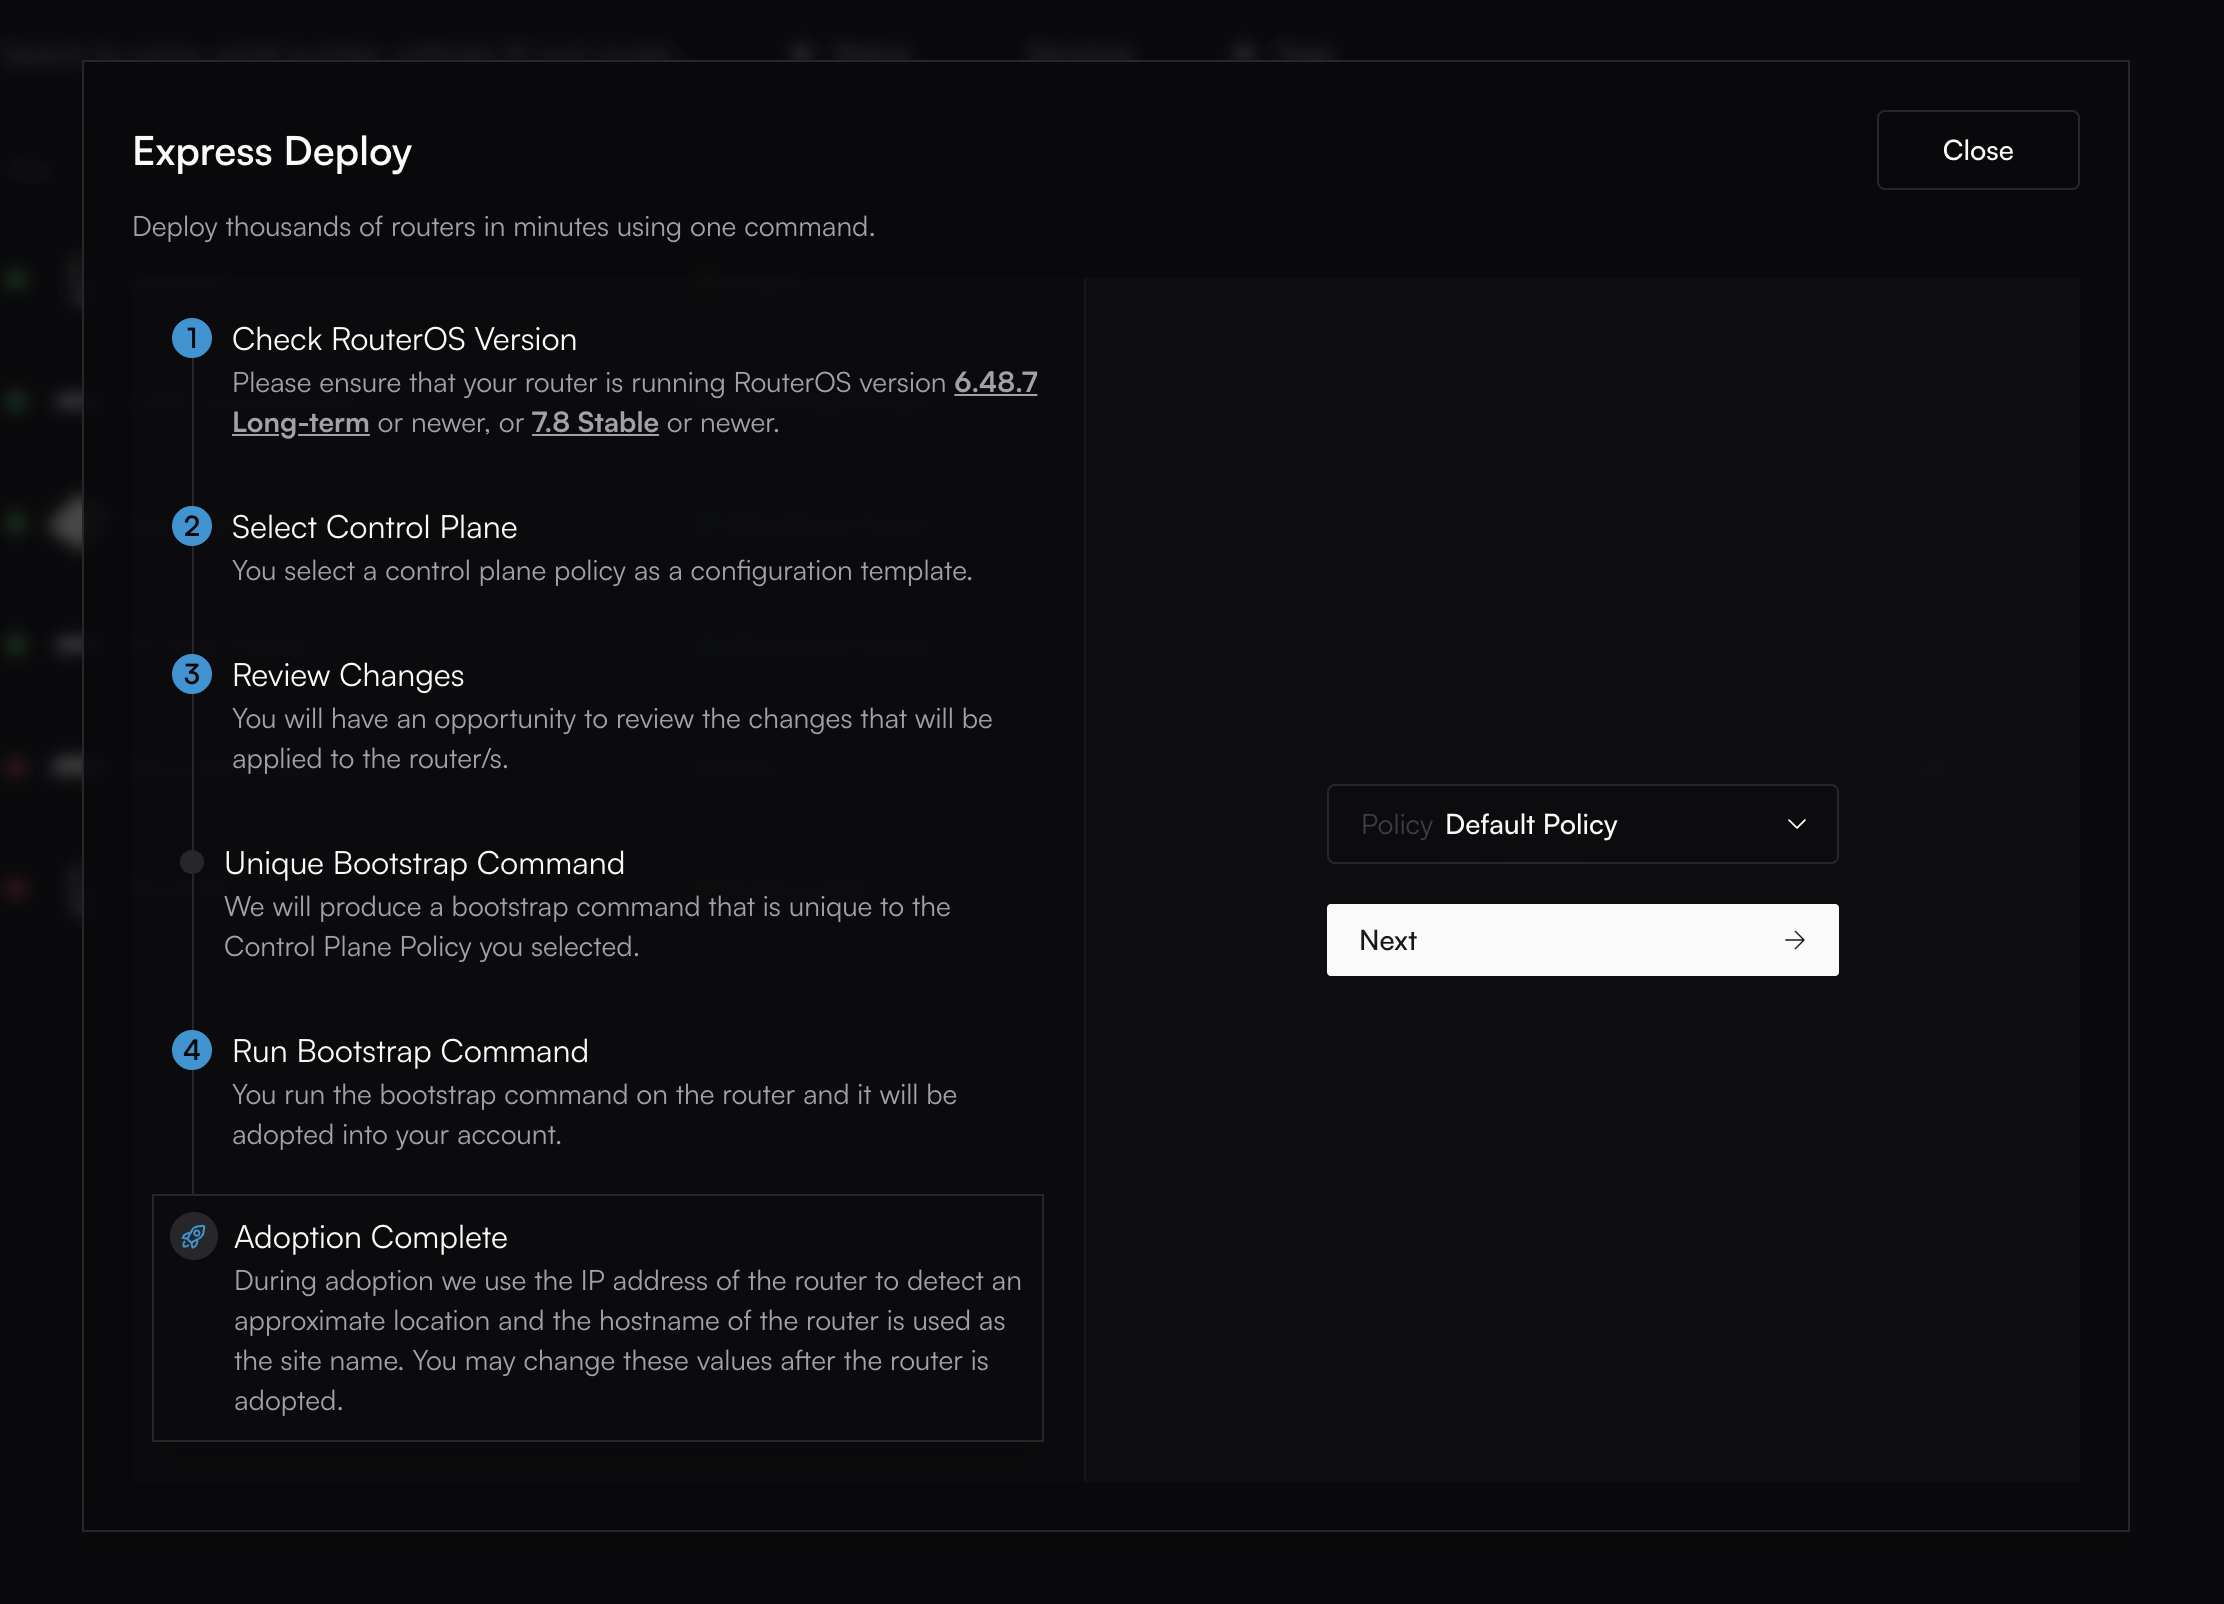 Express Deploy
Close
Deploy thousands of routers in minutes using one command.
1
Check RouterOS Version
Please ensure that your router is running RouterOS version 6.48.7
Long-term or newer, or 7.8 Stable or newer.
2
Select Control Plane
You select a control plane policy as a configuration template.
3
Review Changes
You will have an opportunity to review the changes that will be
applied to the router/s.
Unique Bootstrap Command
We will produce a bootstrap command that is unique to the
Control Plane Policy you selected.
4
Run Bootstrap Command
You run the bootstrap command on the router and it will be
adopted into your account.
Adoption Complete
During adoption we use the IP address of the router to detect an
approximate location and the hostname of the router is used as
the site name. You may change these values after the router is
adopted.
Policy Default Policy
Next